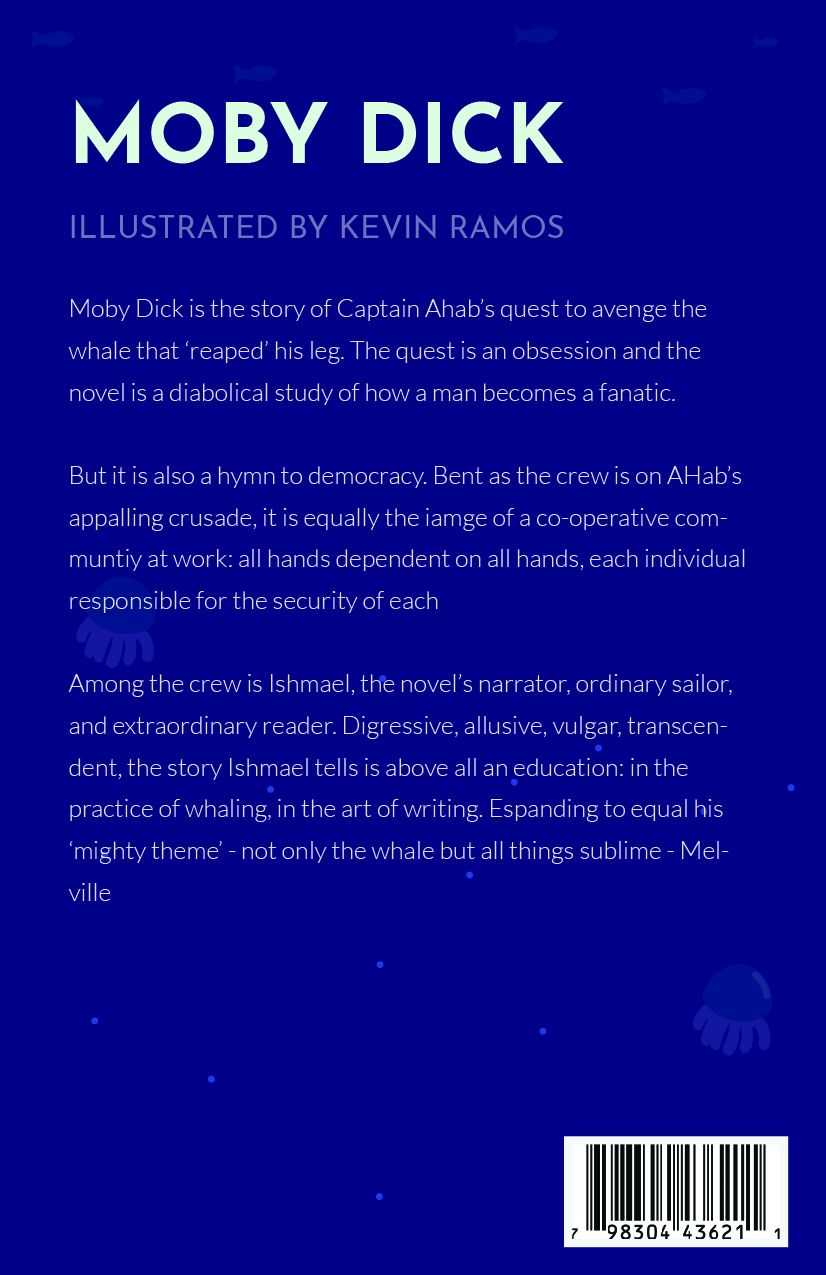 MOBY DICK
ILLUSTRATED BY KEVIN RAMOS
Moby Dick is the story of Captain Ahab’s quest to avenge the
whale that ‘reaped’ his leg. The quest is an obsession and the
novel is a diabolical study of how a man becomes a fanatic.
But it is also a hymn to democracy. Bent as the crew is on AHab’s
appalling crusade, it is equally the iamge of a co-operative com-
muntiy at work: all hands dependent on all hands, each individual
responsible for the security of each
Among the crew is Ishmael, the novel’s narrator, ordinary sailor,
and extraordinary reader. Digressive, allusive, vulgar, transcen-
dent, the story Ishmael tells is above all an education: in the
practice of whaling, in the art of writing. Espanding to equal his
‘mighty theme’ - not only the whale but all things sublime - Mel-
ville
7 98304 43621 1